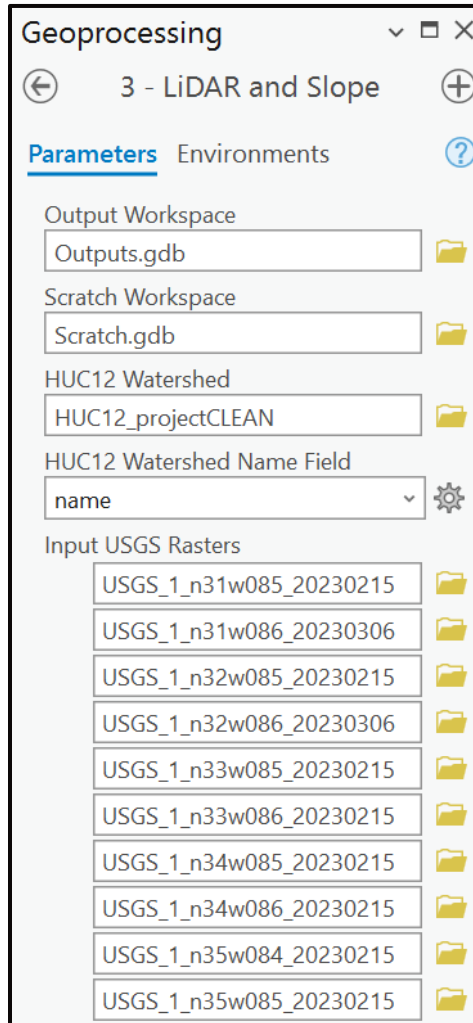 Geoprocessing
3 - LiDAR and Slope
Parameters Environments ?
Output Workspace
Outputs.gdb
Scratch Workspace
Scratch.gdb
HUC12 Watershed
HUC12_projectCLEAN
HUC12 Watershed Name Field
name
Input USGS Rasters
USGS_1_n31w085_20230215
USGS_1_n31w086_20230306
USGS_1_n32w085_20230215
USGS_1_n32w086_20230306
USGS_1_n33w085_20230215
USGS_1_n33w086_20230215
USGS_1_n34w085_20230215
USGS_1_n34w086_20230215
USGS_1_n35w084_20230215
USGS_1_n35w085_20230215